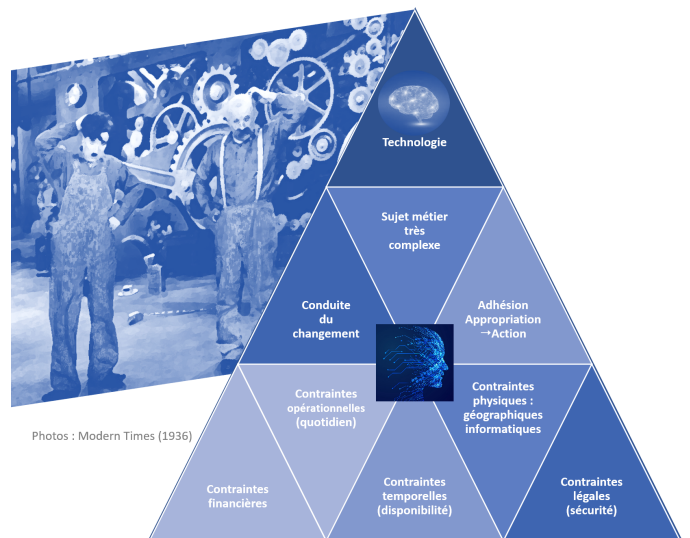 Technologie
Sujet métier
très
complexe
Conduite
du
changement
Adhésion
Appropriation
→Action
Contraintes
opérationnelles
(quotidien)
Contraintes
physiques :
géographiques
informatiques
Photos : Modern Times (1936)
Contraintes
financières
Contraintes
temporelles
(disponibilité)
Contraintes
légales
(sécurité)